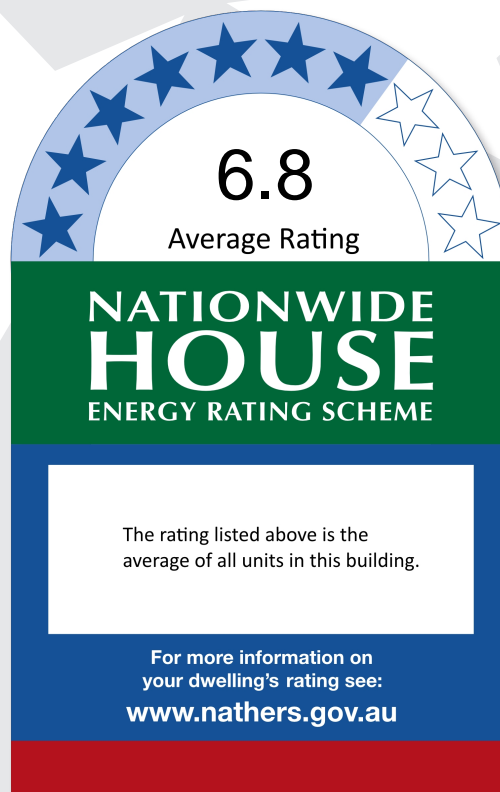 6.8
Average Rating
NATIONWIDE
HOUSE
ENERGY RATING SCHEME
The rating listed above is the
average of all units in this building.
For more information on
your dwelling's rating see:
www.nathers.gov.au